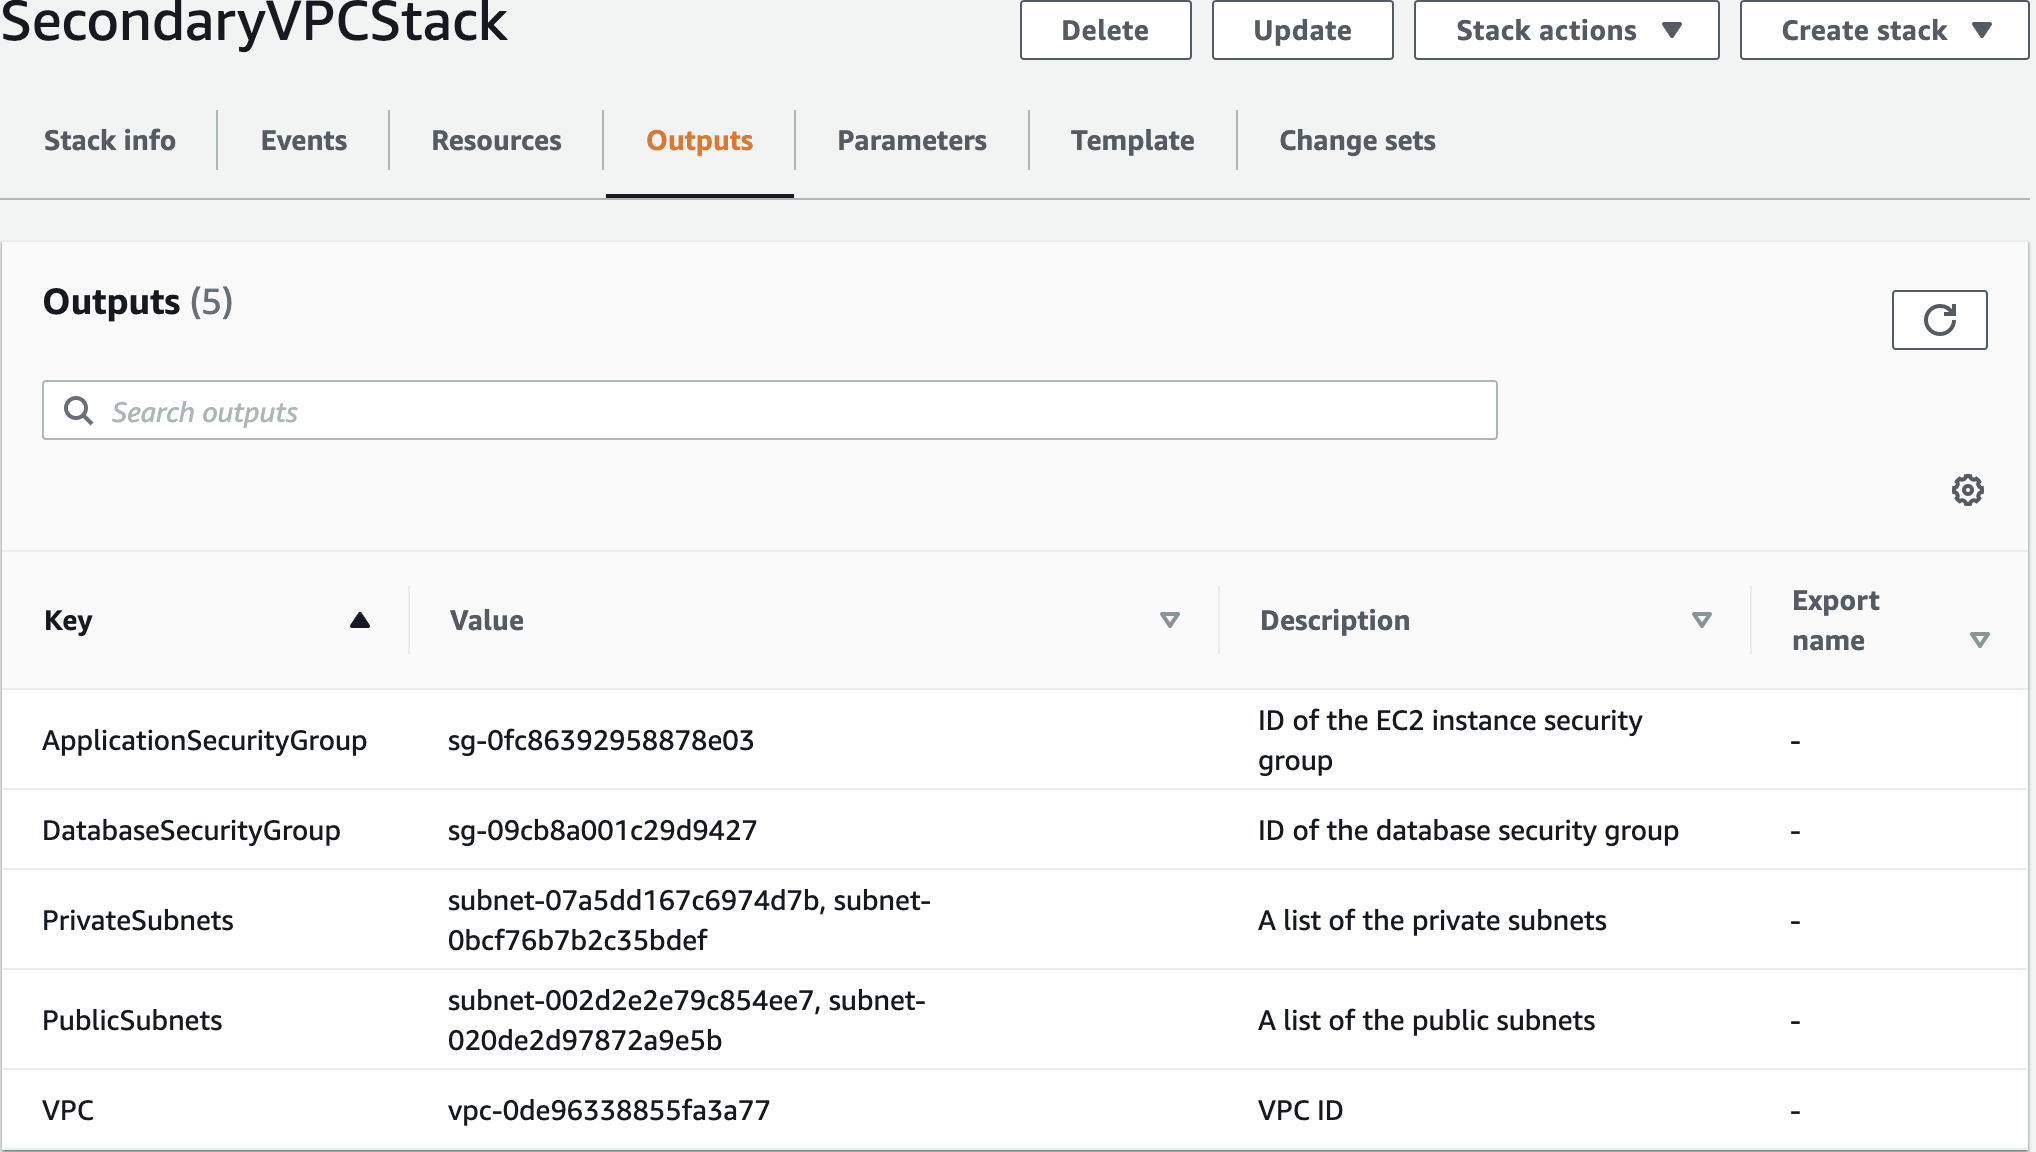 SecondaryVPCStack
Delete
Update
Stack actions
Create stack
Stack info
Events
Resources
Outputs
Parameters
Template
Change sets
Outputs (5)
Search outputs
Key
Value
Description
Export
name
ApplicationSecurityGroup
sg-0fc86392958878e03
ID of the EC2 instance security
group
-
DatabaseSecurityGroup
sg-09cb8a001c29d9427
ID of the database security group
-
PrivateSubnets
subnet-07a5dd167c6974d7b, subnet-
0bcf76b7b2c35bdef
A list of the private subnets
-
PublicSubnets
subnet-002d2e2e79c854ee7, subnet-
020de2d97872a9e5b
A list of the public subnets
-
VPC
vpc-0de96338855fa3a77
VPC ID
-